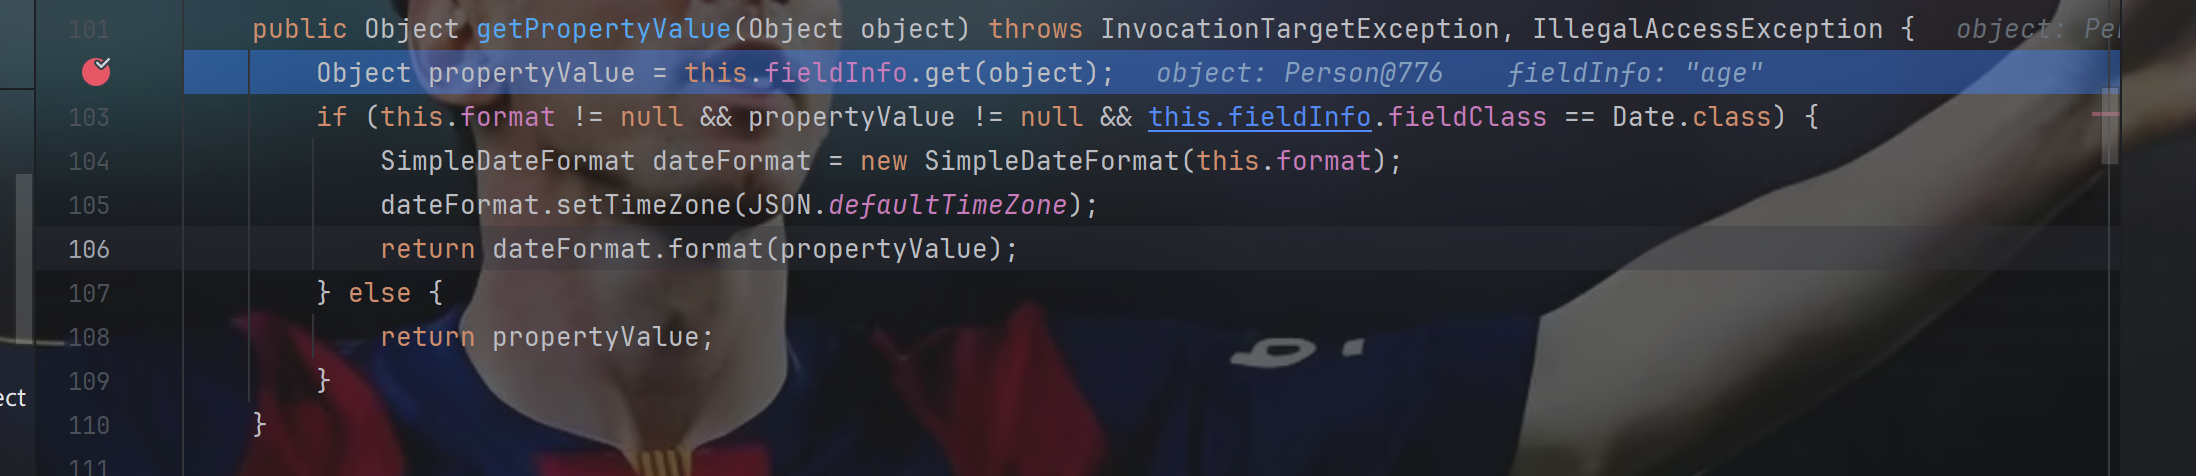 101 public Object getPropertyValue(Object object) throws InvocationTargetException, IllegalAccessException { object: Pe
Object propertyValue = this.fieldInfo.get(object); object: Person@776 fieldInfo: "age"
103 if (this.format != null && propertyValue != null && this.fieldInfo.fieldClass == Date.class) {
104 SimpleDateFormat dateFormat = new SimpleDateFormat(this.format);
105 dateFormat.setTimeZone(JSON.defaultTimeZone);
106 return dateFormat.format(propertyValue);
107 } else {
108 return propertyValue;
109 }
ect
110 }
111